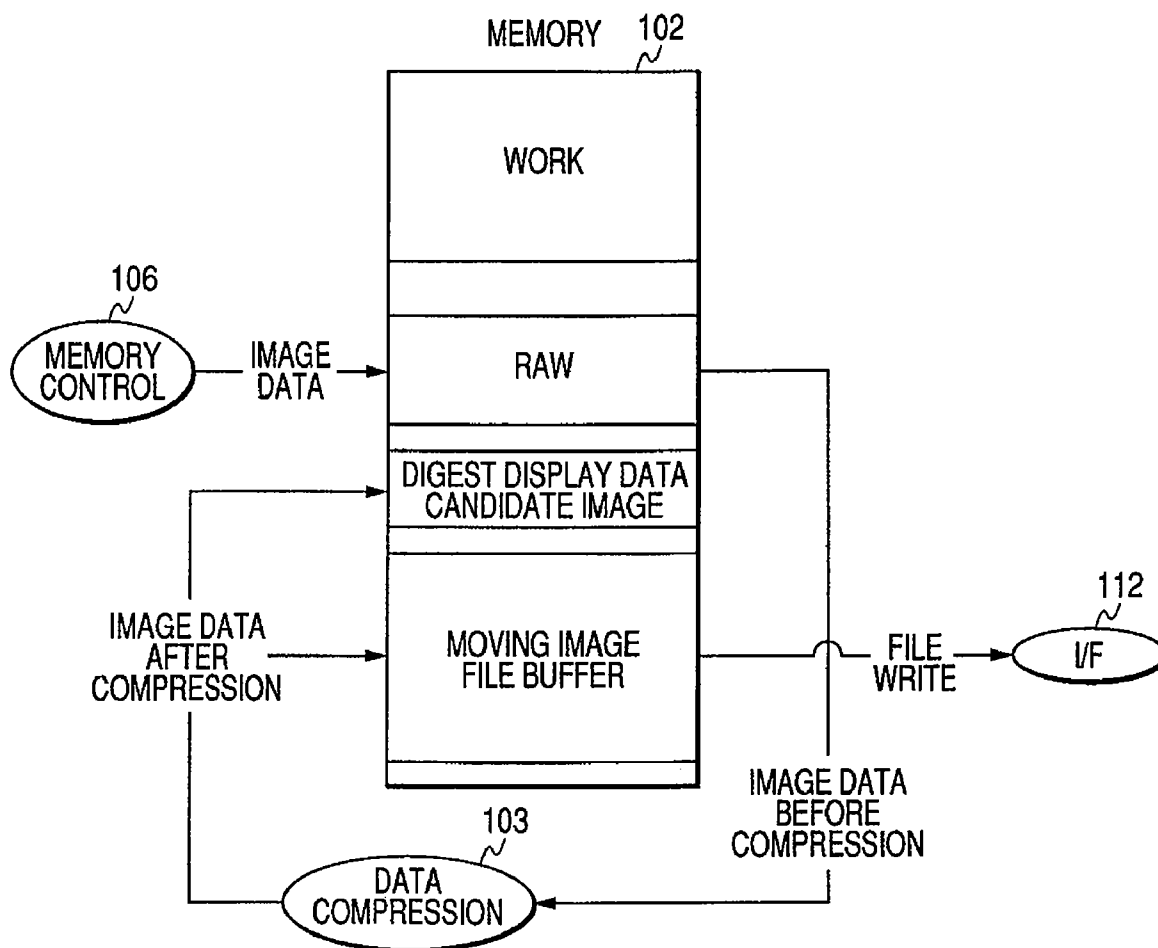 MEMORY
102
WORK
106
MEMORY
CONTROL
IMAGE
DATA
RAW
DIGEST DISPLAY DATA
CANDIDATE IMAGE
IMAGE DATA
AFTER
COMPRESSION
MOVING IMAGE
FILE BUFFER
FILE
WRITE
112
I/F
IMAGE DATA
BEFORE
COMPRESSION
103
DATA
COMPRESSION